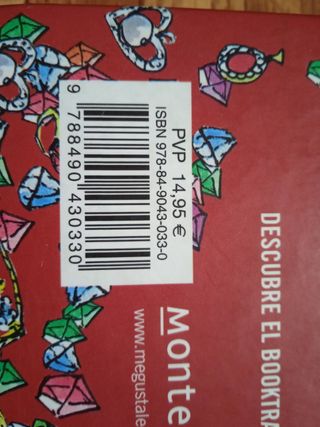 PVP 14,95 €
ISBN 978-84-9043-033-0
9 788490 430330
DESCUBRE EL BOOKTRA
Monte
www.megustale